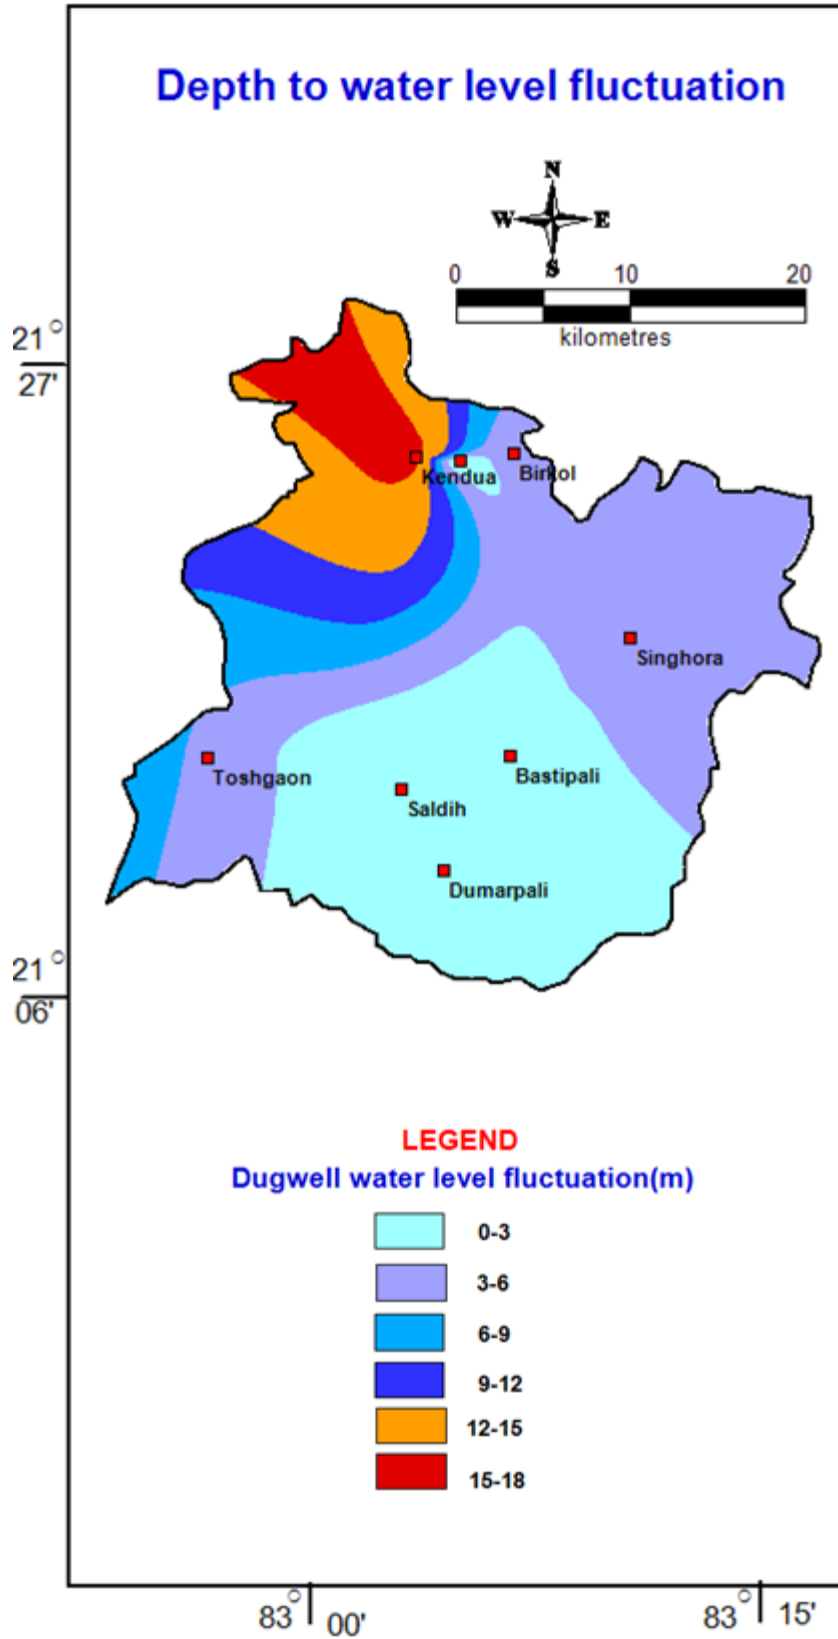 Depth to water level fluctuation
N
W E
S
0 10 20
kilometres
21°
27'
Kendua
Birkol
Singhora
Toshgaon
Bastipali
Saldih
Dumarpali
21°
06'
LEGEND
Dugwell water level fluctuation(m)
0-3
3-6
6-9
9-12
12-15
15-18
83° 00'
83° 15'